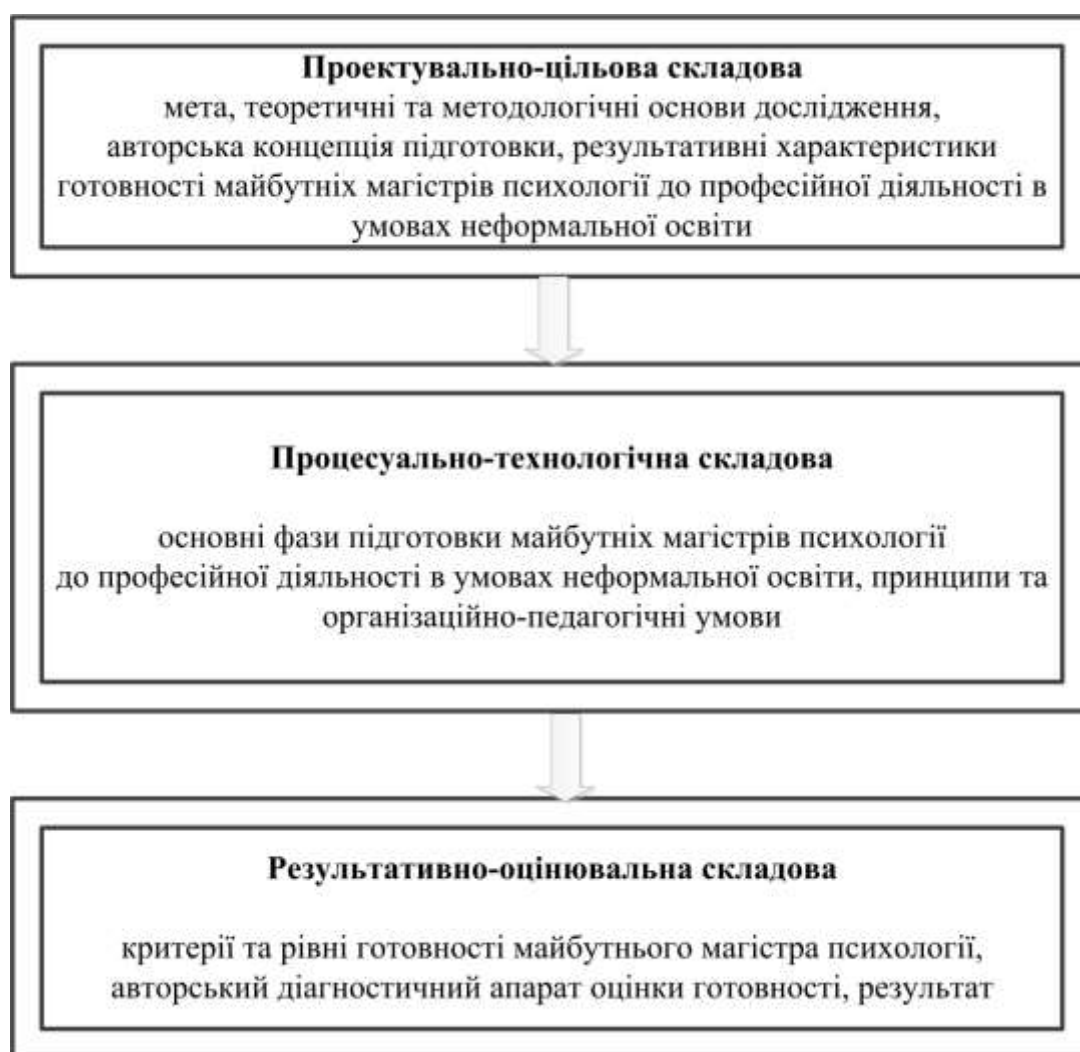 Проектувально-цільова складова
мета, теоретичні та методологічні основи дослідження,
авторська концепція підготовки, результативні характеристики
готовності майбутніх магістрів психології до професійної діяльності в
умовах неформальної освіти
Процесуально-технологічна складова
основні фази підготовки майбутніх магістрів психології
до професійної діяльності в умовах неформальної освіти, принципи та
організаційно-педагогічні умови
Результативно-оцінювальна складова
критерії та рівні готовності майбутнього магістра психології,
авторський діагностичний апарат оцінки готовності, результат